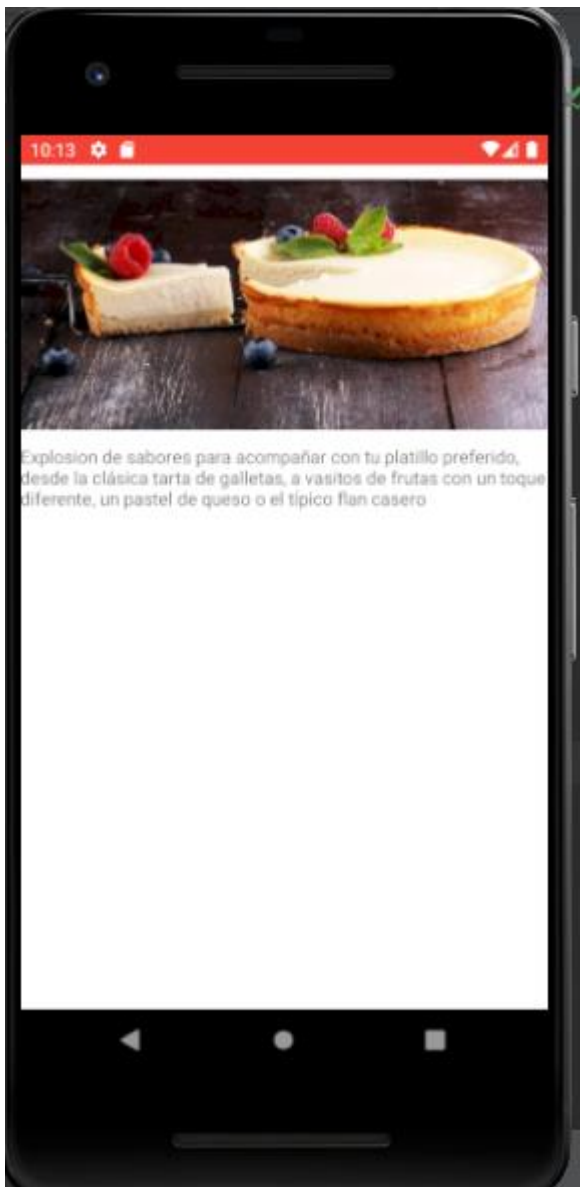 10:13
Explosion de sabores para acompañar con tu platillo preferido,
desde la clásica tarta de galletas, a vasitos de frutas con un toque
diferente, un pastel de queso o el típico flan casero